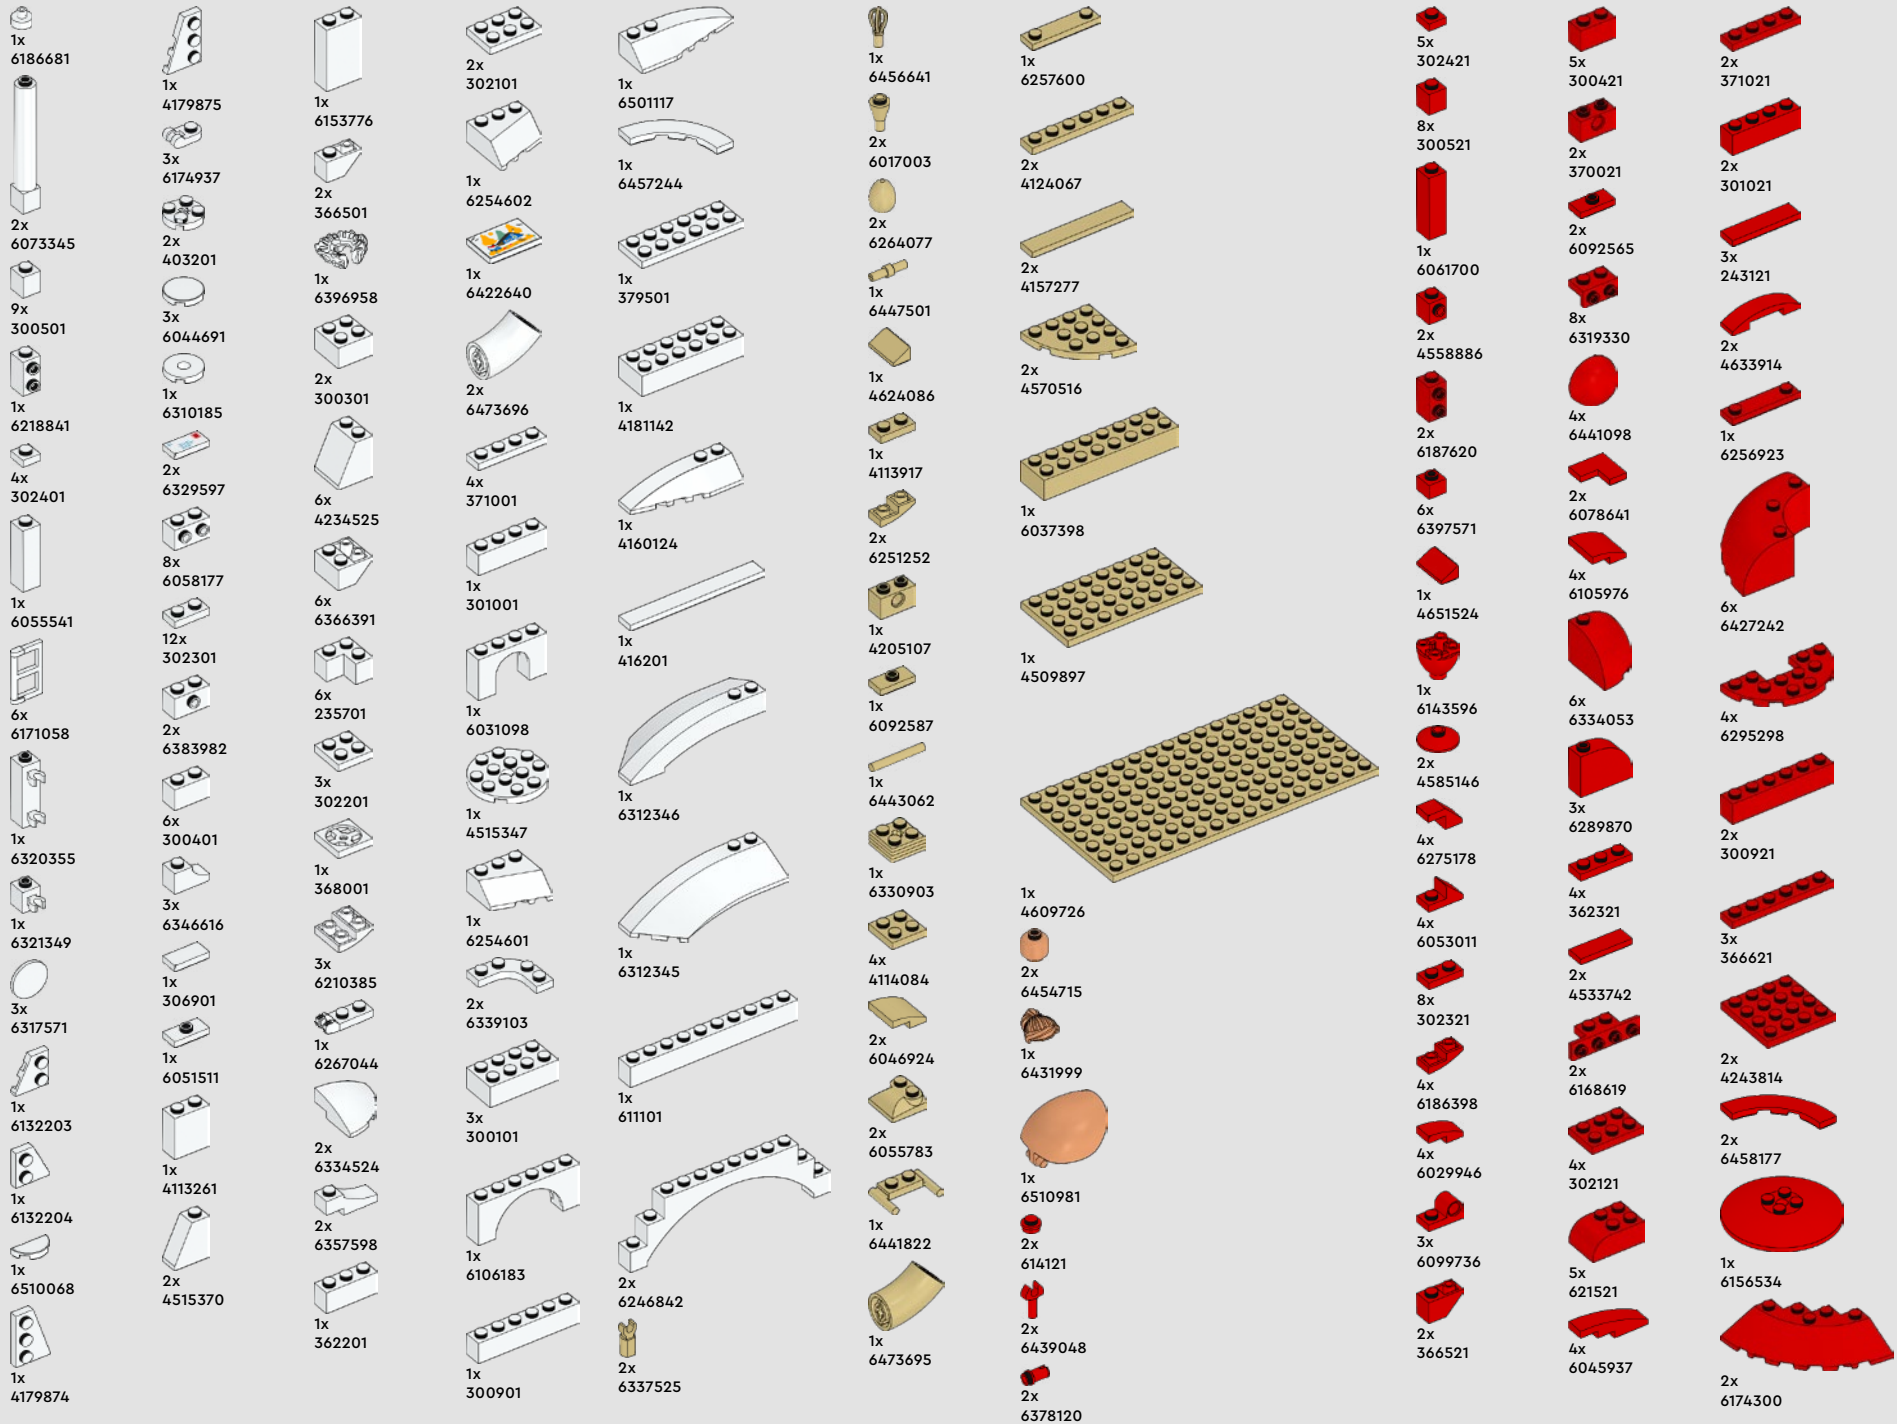 1x
6186681
2x
6073345
9x
300501
1x
6218841
4x
302401
1x
6055541
6x
6171058
1x
6320355
1x
6321349
3x
6317571
1x
6132203
1x
6132204
1x
6510068
1x
4179874
1x
4179875
3x
6174937
2x
403201
3x
6044691
1x
6310185
2x
6329597
8x
6058177
12x
302301
2x
6383982
6x
300401
3x
6346616
1x
306901
1x
6051511
1x
4113261
2x
4515370
1x
6153776
2x
366501
1x
6396958
2x
300301
6x
4234525
6x
6366391
6x
235701
3x
302201
1x
368001
3x
6210385
1x
6267044
2x
6334524
2x
6357598
1x
362201
2x
302101
1x
6254602
1x
6422640
2x
6473696
4x
371001
1x
301001
1x
6031098
1x
4515347
1x
6254601
2x
6339103
3x
300101
1x
6106183
1x
300901
1x
6501117
1x
6457244
1x
379501
1x
4181142
1x
4160124
1x
416201
1x
6312346
1x
6312345
1x
611101
2x
6246842
2x
6337525
1x
6456641
2x
6017003
2x
6264077
1x
6447501
1x
4624086
1x
4113917
2x
6251252
1x
4205107
1x
6092587
1x
6443062
1x
6330903
4x
4114084
2x
6046924
2x
6055783
1x
6441822
1x
6473695
1x
6257600
2x
4124067
2x
4157277
2x
4570516
1x
6037398
1x
4509897
1x
4609726
2x
6454715
1x
6431999
1x
6510981
2x
614121
2x
6439048
2x
6378120
5x
302421
8x
300521
1x
6061700
2x
4558886
2x
6187620
6x
6397571
1x
4651524
1x
6143596
2x
4585146
4x
6275178
4x
6053011
8x
302321
4x
6186398
4x
6029946
3x
6099736
2x
366521
5x
300421
2x
370021
2x
6092565
8x
6319330
4x
6441098
2x
6078641
4x
6105976
6x
6334053
3x
6289870
4x
362321
2x
4533742
2x
6168619
4x
302121
5x
621521
4x
6045937
2x
371021
2x
301021
3x
243121
2x
4633914
1x
6256923
6x
6427242
4x
6295298
2x
300921
3x
366621
2x
4243814
2x
6458177
1x
6156534
2x
6174300